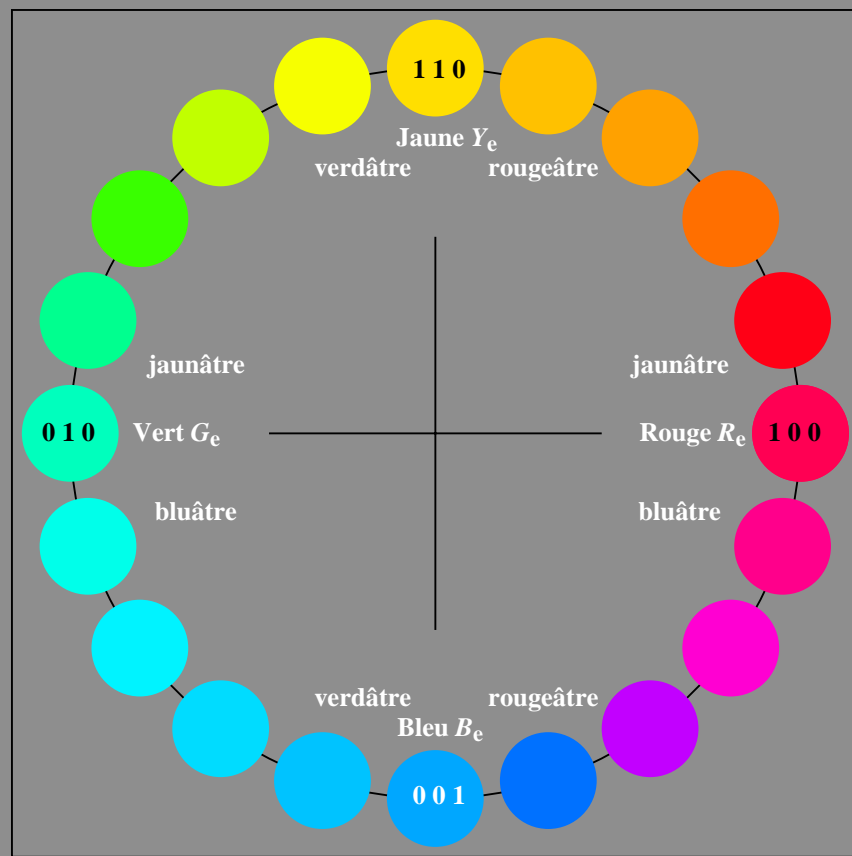 1 1 0
Jaune Yₑ
verdâtre rougeâtre
jaunâtre jaunâtre
0 1 0 Vert Gₑ Rouge Rₑ 1 0 0
bluâtre bluâtre
verdâtre rougeâtre
Bleu Bₑ
0 0 1